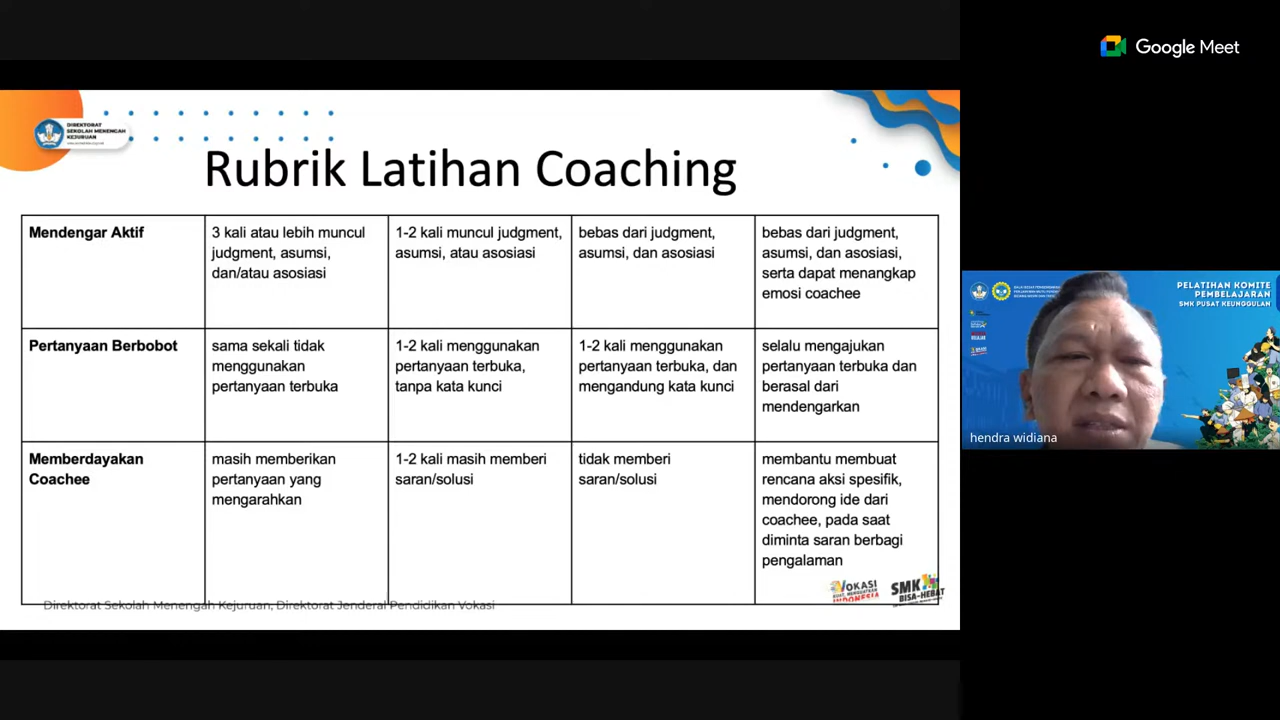 Google Meet
DIREKTORAT
SEKOLAH MENENGAH
KEJURUAN
Rubrik Latihan Coaching
Mendengar Aktif
3 kali atau lebih muncul
judgment, asumsi,
dan/atau asosiasi
1-2 kali muncul judgment,
asumsi, atau asosiasi
bebas dari judgment,
asumsi, dan asosiasi
bebas dari judgment,
asumsi, dan asosiasi,
serta dapat menangkap
emosi coachee
Pertanyaan Berbobot
sama sekali tidak
menggunakan
pertanyaan terbuka
1-2 kali menggunakan
pertanyaan terbuka,
tanpa kata kunci
1-2 kali menggunakan
pertanyaan terbuka, dan
mengandung kata kunci
selalu mengajukan
pertanyaan terbuka dan
berasal dari
mendengarkan
Memberdayakan
Coachee
masih memberikan
pertanyaan yang
mengarahkan
1-2 kali masih memberi
saran/solusi
tidak memberi
saran/solusi
membantu membuat
rencana aksi spesifik,
mendorong ide dari
coachee, pada saat
diminta saran berbagi
pengalaman
Direktorat Sekolah Menengah Kejuruan, Direktorat Jenderal Pendidikan Vokasi
VOKASI
KUAT, MENGUATKAN
INDONESIA
SMK
BISA-HEBAT
PELATIHAN KOMITE
PEMBELAJARAN
SMK PUSAT KEUNGGULAN
hendra widiana